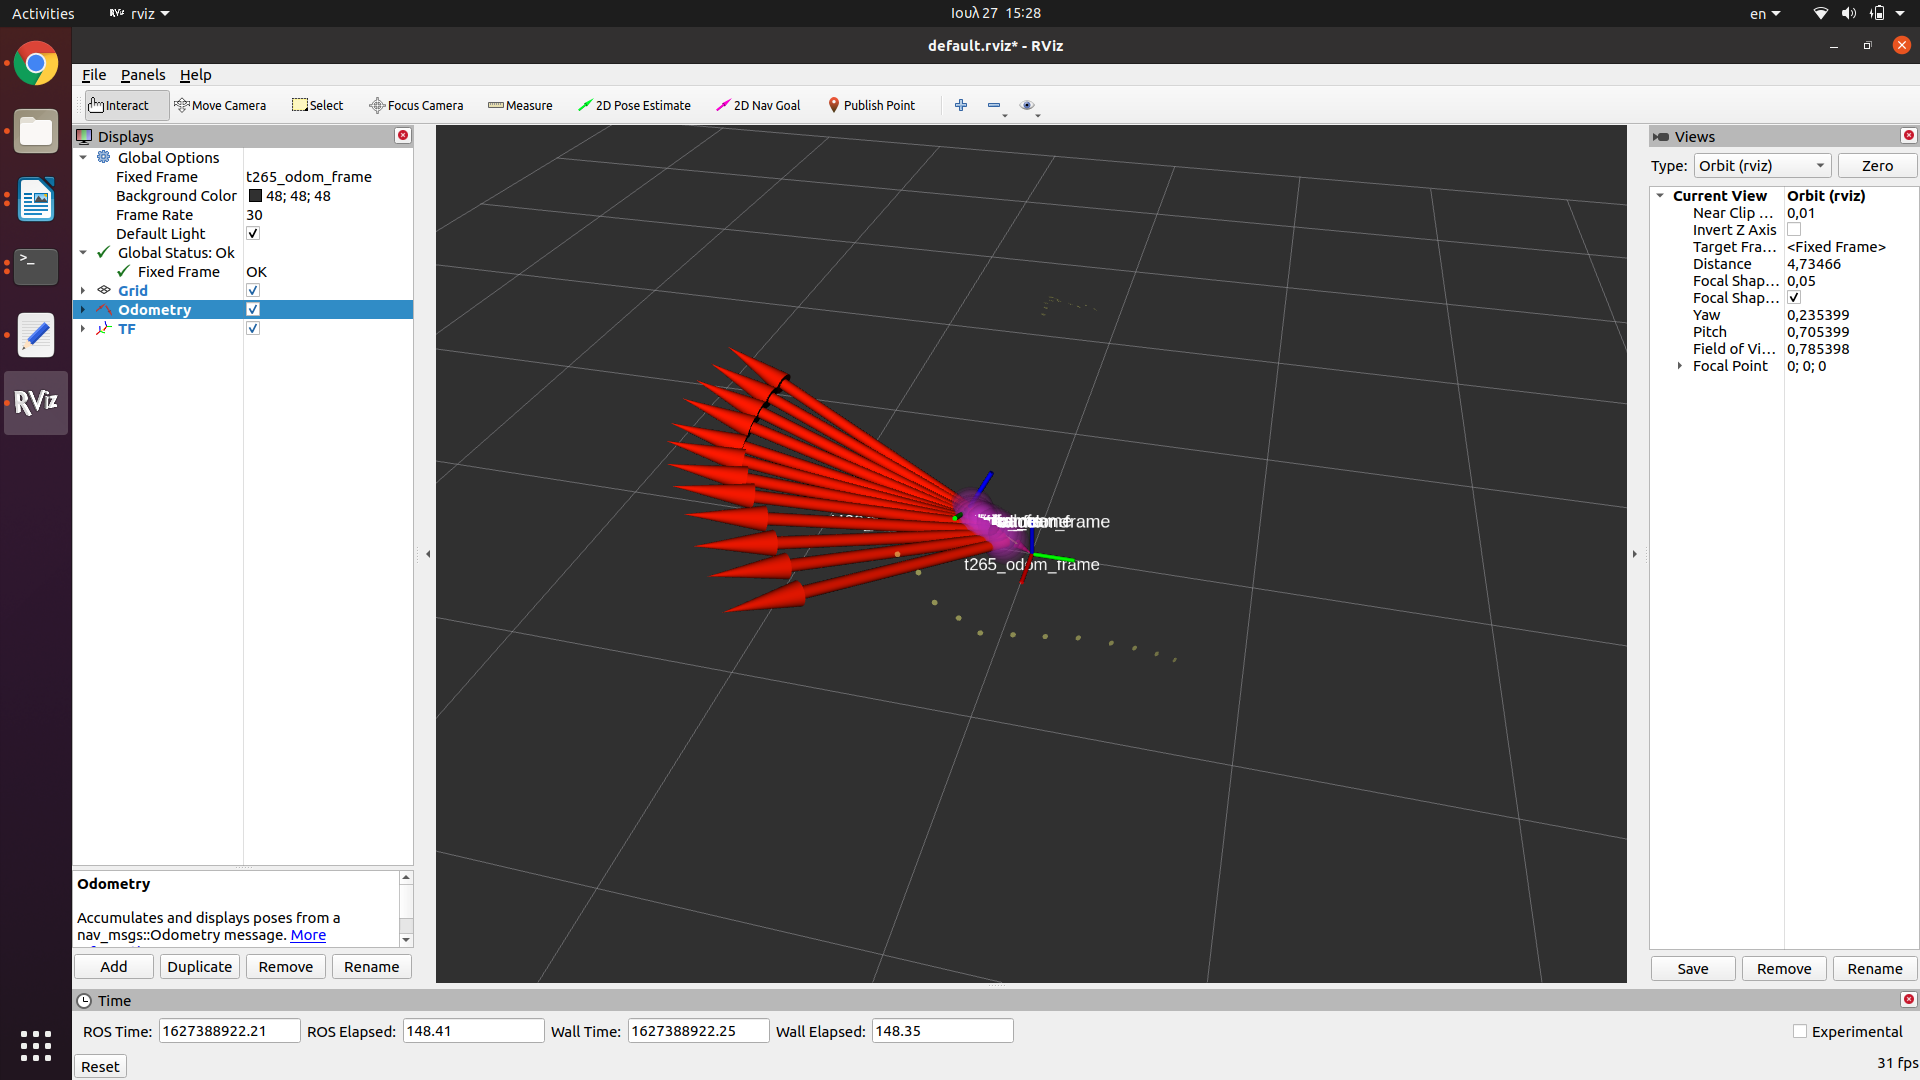 Activities
RViz rviz
Ιουλ 27 15:28
en
default.rviz* - RViz
File Panels Help
Interact Move Camera Select Focus Camera Measure 2D Pose Estimate 2D Nav Goal Publish Point
Displays
Global Options
Fixed Frame t265_odom_frame
Background Color 48; 48; 48
Frame Rate 30
Default Light
Global Status: Ok
Fixed Frame OK
Grid
Odometry
TF
RViz
t265_odom_frame
Odometry
Accumulates and displays poses from a
nav_msgs::Odometry message. More
Add Duplicate Remove Rename
Views
Type: Orbit (rviz) Zero
Current View Orbit (rviz)
Near Clip ... 0,01
Invert Z Axis
Target Fra... <Fixed Frame>
Distance 4,73466
Focal Shap... 0,05
Focal Shap...
Yaw 0,235399
Pitch 0,705399
Field of Vi... 0,785398
Focal Point 0; 0; 0
Save Remove Rename
Time
ROS Time: 1627388922.21 ROS Elapsed: 148.41 Wall Time: 1627388922.25 Wall Elapsed: 148.35
Experimental
Reset
31 fps